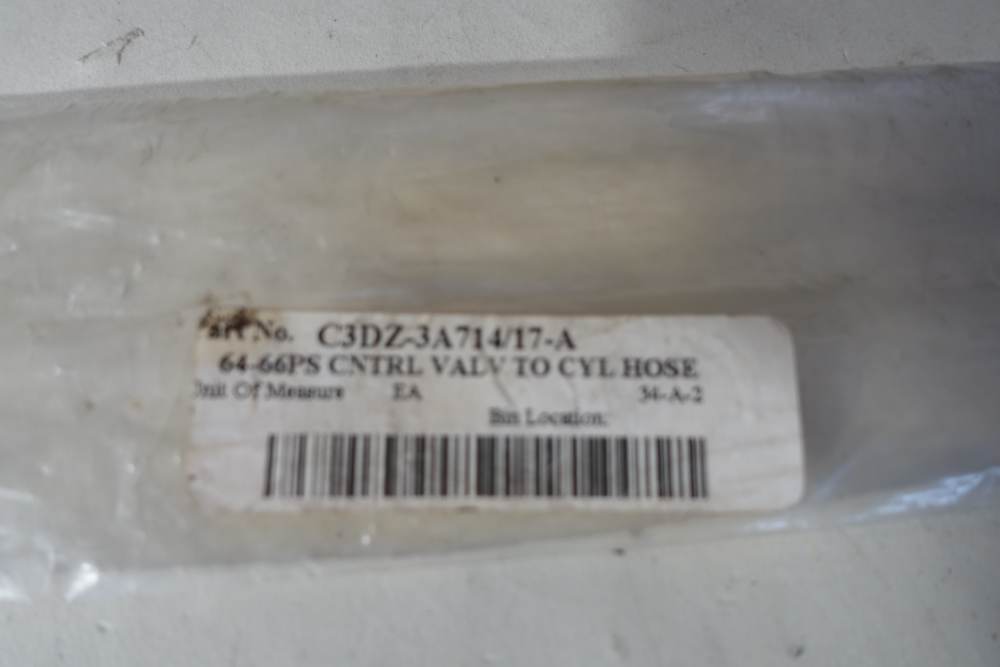 Part No. C3DZ-3A714/17-A
64-66PS CNTRL VALV TO CYL HOSE
Unit Of Measure EA 34-A-2
Bin Location: